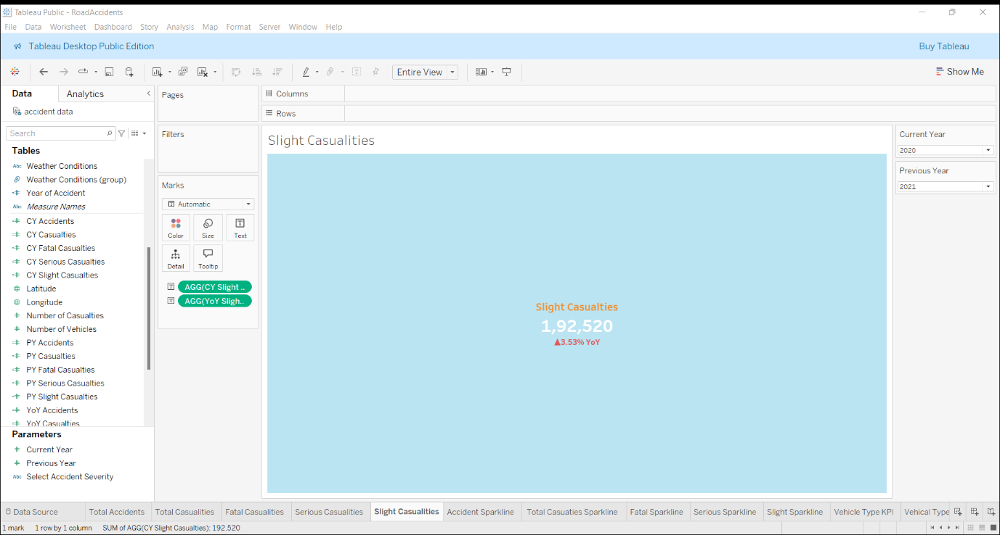 Tableau Public - RoadAccidents
File Data Worksheet Dashboard Story Analysis Map Format Server Window Help
Tableau Desktop Public Edition
Buy Tableau
Entire View
Show Me
Data
Analytics
accident data
Search
Tables
Abc Weather Conditions
Weather Conditions (group)
# Year of Accident
Abc Measure Names
# CY Accidents
# CY Casualties
# CY Fatal Casualties
# CY Serious Casualties
# CY Slight Casualties
Latitude
Longitude
# Number of Casualties
# Number of Vehicles
# PY Accidents
# PY Casualties
# PY Fatal Casualties
# PY Serious Casualties
# PY Slight Casualties
# YoY Accidents
# YoY Casualties
Parameters
# Current Year
# Previous Year
Abc Select Accident Severity
Pages
Filters
Marks
Automatic
Color
Size
Text
Detail
Tooltip
AGG(CY Slight ..
AGG(YoY Sligh..
Columns
Rows
Slight Casualities
Slight Casualties
1,92,520
▲3.53% YoY
Current Year
2020
Previous Year
2021
Data Source
Total Accidents
Total Casualities
Fatal Casualities
Serious Casualities
Slight Casualities
Accident Sparkline
Total Casuaties Sparkline
Fatal Sparkline
Serious Sparkline
Slight Sparkline
Vehicle Type KPI
Vehical Type
1 mark
1 row by 1 column
SUM of AGG(CY Slight Casualties): 192.520